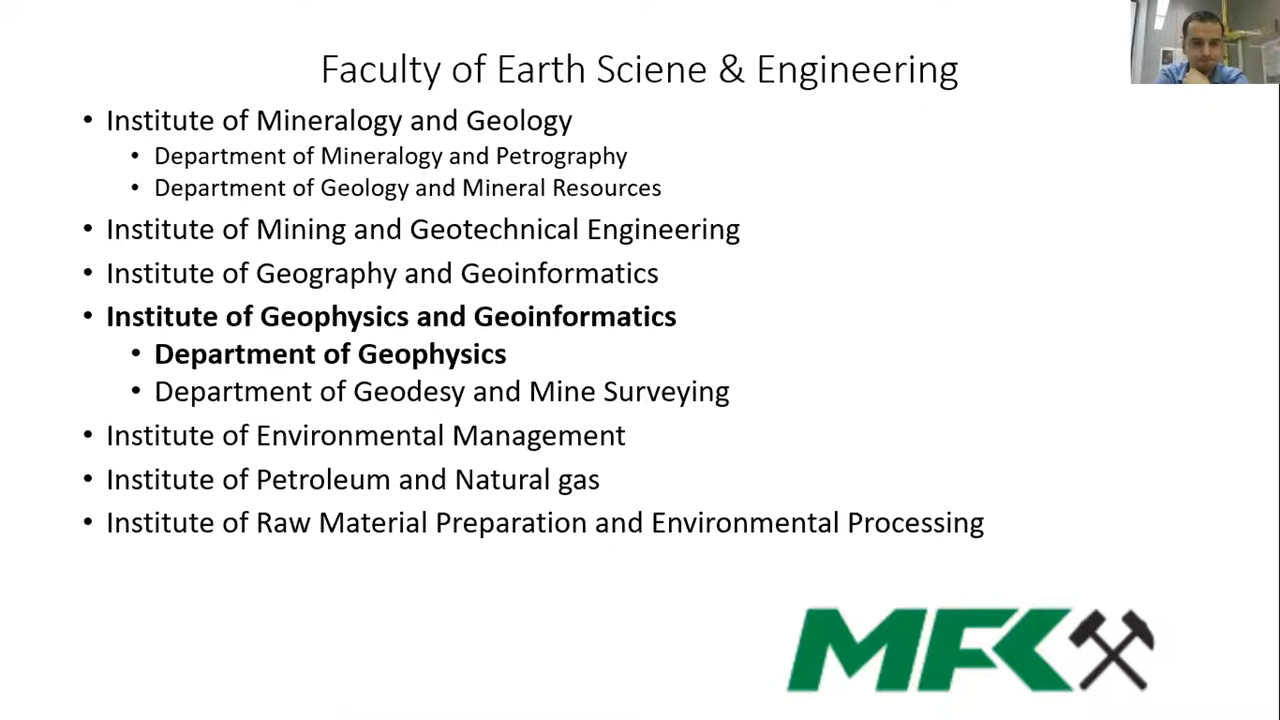 Faculty of Earth Sciene & Engineering
• Institute of Mineralogy and Geology
• Department of Mineralogy and Petrography
• Department of Geology and Mineral Resources
• Institute of Mining and Geotechnical Engineering
• Institute of Geography and Geoinformatics
• Institute of Geophysics and Geoinformatics
• Department of Geophysics
• Department of Geodesy and Mine Surveying
• Institute of Environmental Management
• Institute of Petroleum and Natural gas
• Institute of Raw Material Preparation and Environmental Processing
MFK